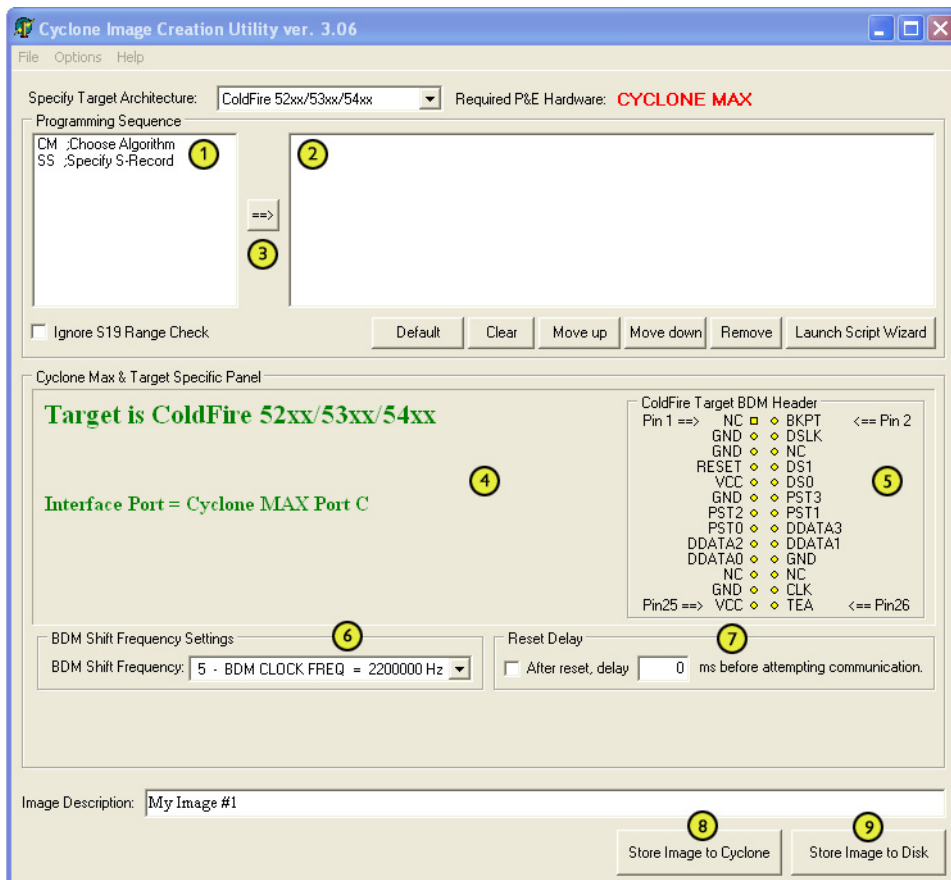 Cyclone Image Creation Utility ver. 3.06
File Options Help
Specify Target Architecture: ColdFire 52xx/53xx/54xx Required P&E Hardware: CYCLONE MAX
Programming Sequence
CM ;Choose Algorithm
SS ;Specify S-Record
1
2
==>
3
Ignore S19 Range Check
Default Clear Move up Move down Remove Launch Script Wizard
Cyclone Max & Target Specific Panel
Target is ColdFire 52xx/53xx/54xx
Interface Port = Cyclone MAX Port C
4
ColdFire Target BDM Header
Pin 1 ==> NC BKPT <== Pin 2
GND DSLK
GND NC
RESET DS1
VCC DS0
GND PST3
PST2 PST1
PST0 DDATA3
DDATA2 DDATA1
DDATA0 GND
NC NC
GND CLK
Pin25 ==> VCC TEA <== Pin26
5
BDM Shift Frequency Settings
6
BDM Shift Frequency: 5 - BDM CLOCK FREQ = 2200000 Hz
Reset Delay
7
After reset, delay 0 ms before attempting communication.
Image Description: My Image #1
8
9
Store Image to Cyclone Store Image to Disk